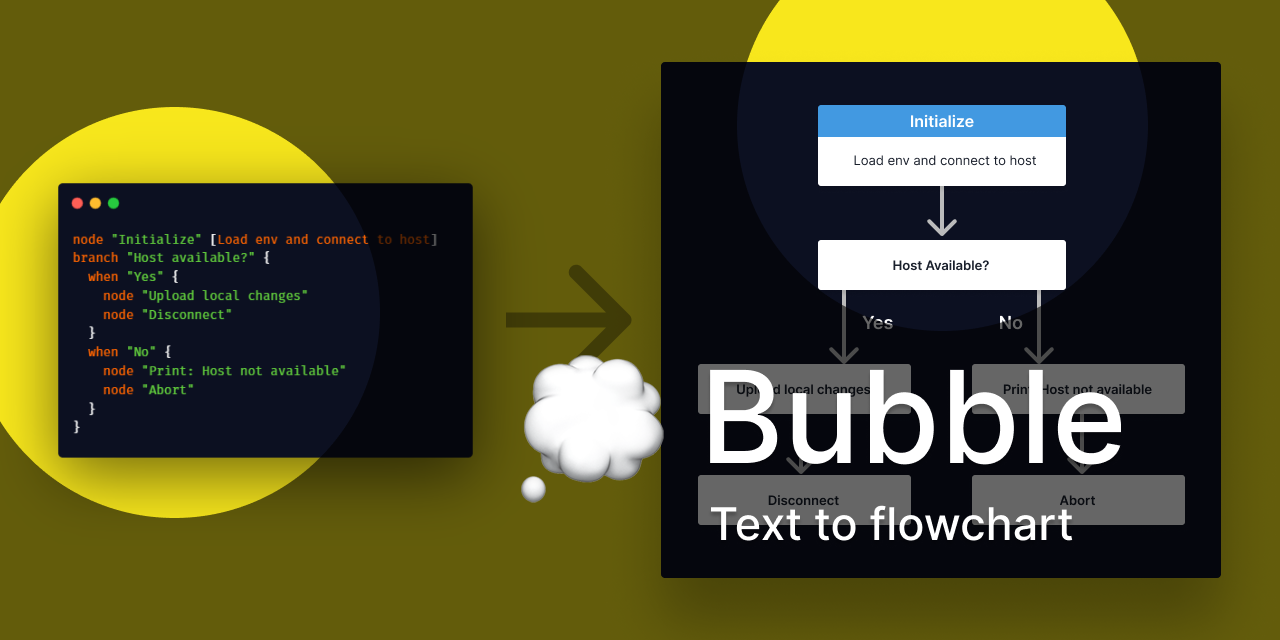 node "Initialize" [Load env and connect to host]
branch "Host available?" {
when "Yes" {
node "Upload local changes"
node "Disconnect"
}
when "No" {
node "Print: Host not available"
node "Abort"
}
}
Initialize
Load env and connect to host
Host Available?
Yes
No
Upload local changes
Print: Host not available
Bubble
Disconnect
Abort
Text to flowchart